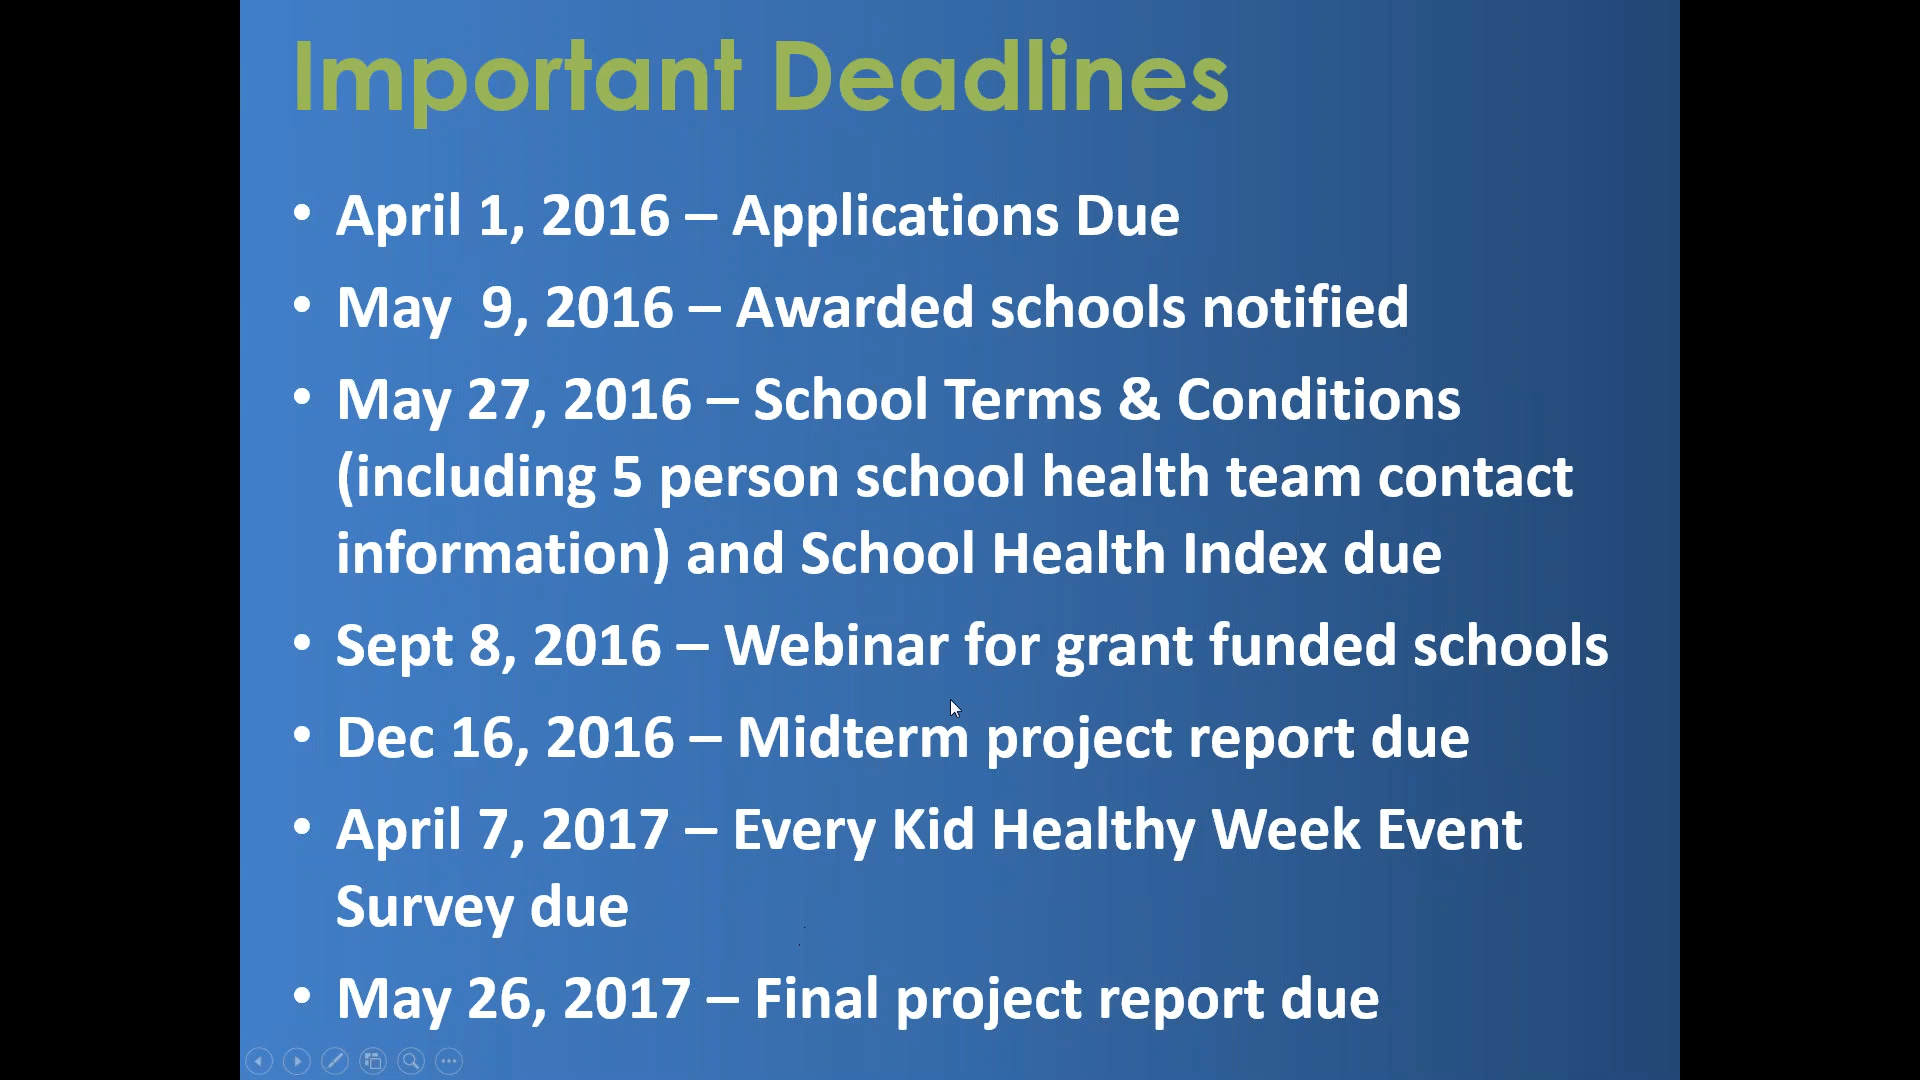 Important Deadlines
• April 1, 2016 – Applications Due
• May  9, 2016 – Awarded schools notified
• May 27, 2016 – School Terms & Conditions
(including 5 person school health team contact
information) and School Health Index due
• Sept 8, 2016 – Webinar for grant funded schools
• Dec 16, 2016 – Midterm project report due
• April 7, 2017 – Every Kid Healthy Week Event
Survey due
• May 26, 2017 – Final project report due